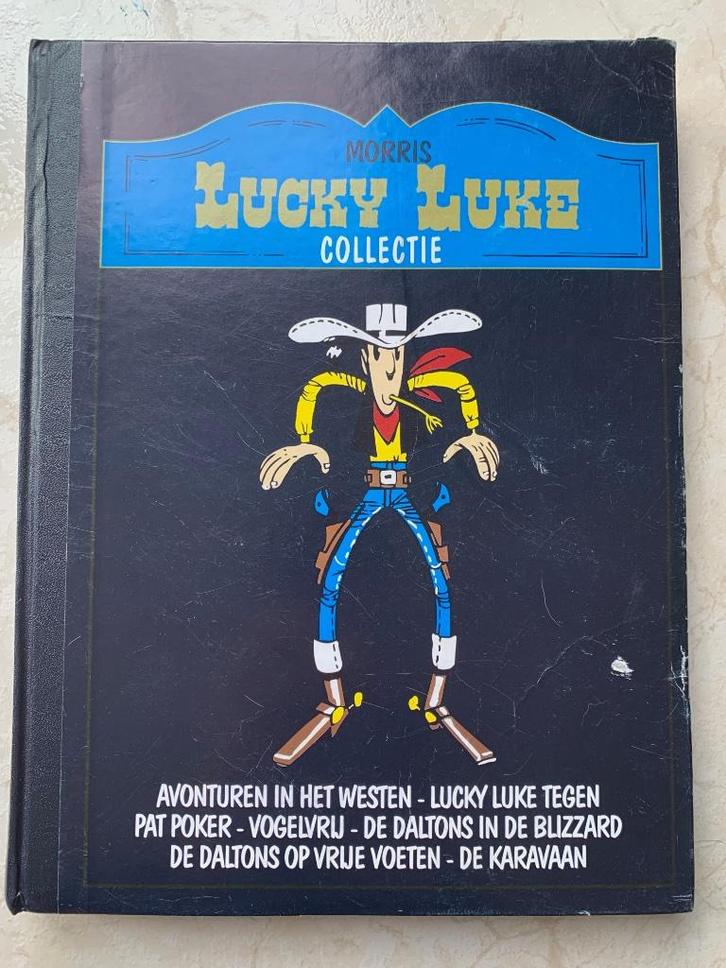 MORRIS
LUCKY LUKE
COLLECTIE
AVONTUREN IN HET WESTEN - LUCKY LUKE TEGEN
PAT POKER - VOGELVRIJ - DE DALTONS IN DE BLIZZARD
DE DALTONS OP VRIJE VOETEN - DE KARAVAAN